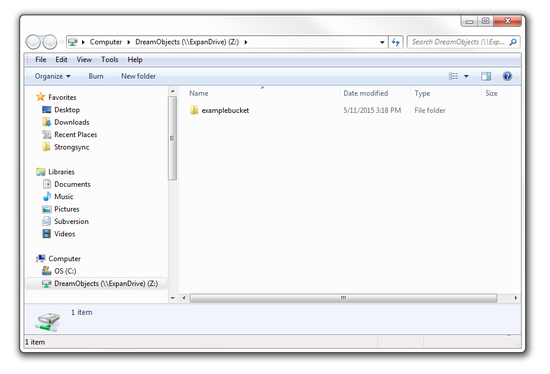 Computer ▸ DreamObjects (\\ExpanDrive) (Z:) ▸
Search DreamObjects (\\Exp...
File Edit View Tools Help
Organize Burn New folder
Name Date modified Type Size
Favorites
Desktop
Downloads
Recent Places
Strongsync
examplebucket 5/11/2015 3:18 PM File folder
Libraries
Documents
Music
Pictures
Subversion
Videos
Computer
OS (C:)
DreamObjects (\\ExpanDrive) (Z:)
1 item
1 item